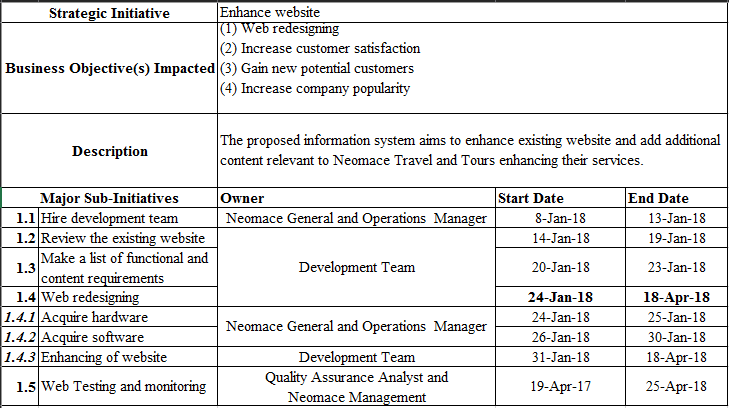 Strategic Initiative Enhance website
(1) Web redesigning
(2) Increase customer satisfaction
Business Objective(s) Impacted (3) Gain new potential customers
(4) Increase company popularity
The proposed information system aims to enhance existing website and add additional
Description
content relevant to Neomace Travel and Tours enhancing their services.
Major Sub-Initiatives Owner Start Date End Date
1.1 Hire development team Neomace General and Operations Manager 8-Jan-18 13-Jan-18
1.2 Review the existing website 14-Jan-18 19-Jan-18
1.3 Make a list of functional and
content requirements Development Team 20-Jan-18 23-Jan-18
1.4 Web redesigning 24-Jan-18 18-Apr-18
1.4.1 Acquire hardware 24-Jan-18 25-Jan-18
Neomace General and Operations Manager
1.4.2 Acquire software 26-Jan-18 30-Jan-18
1.4.3 Enhancing of website Development Team 31-Jan-18 18-Apr-18
1.5 Web Testing and monitoring Quality Assurance Analyst and
Neomace Management 19-Apr-17 25-Apr-18